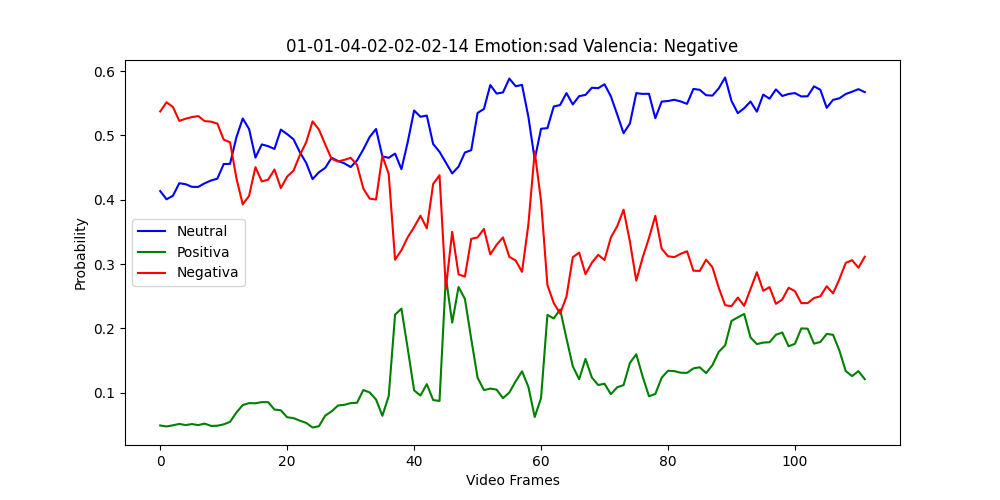 01-01-04-02-02-02-14 Emotion:sad Valencia: Negative
Probability
0.6
0.5
0.4
0.3
0.2
0.1
Neutral
Positiva
Negativa
0 20 40 60 80 100
Video Frames